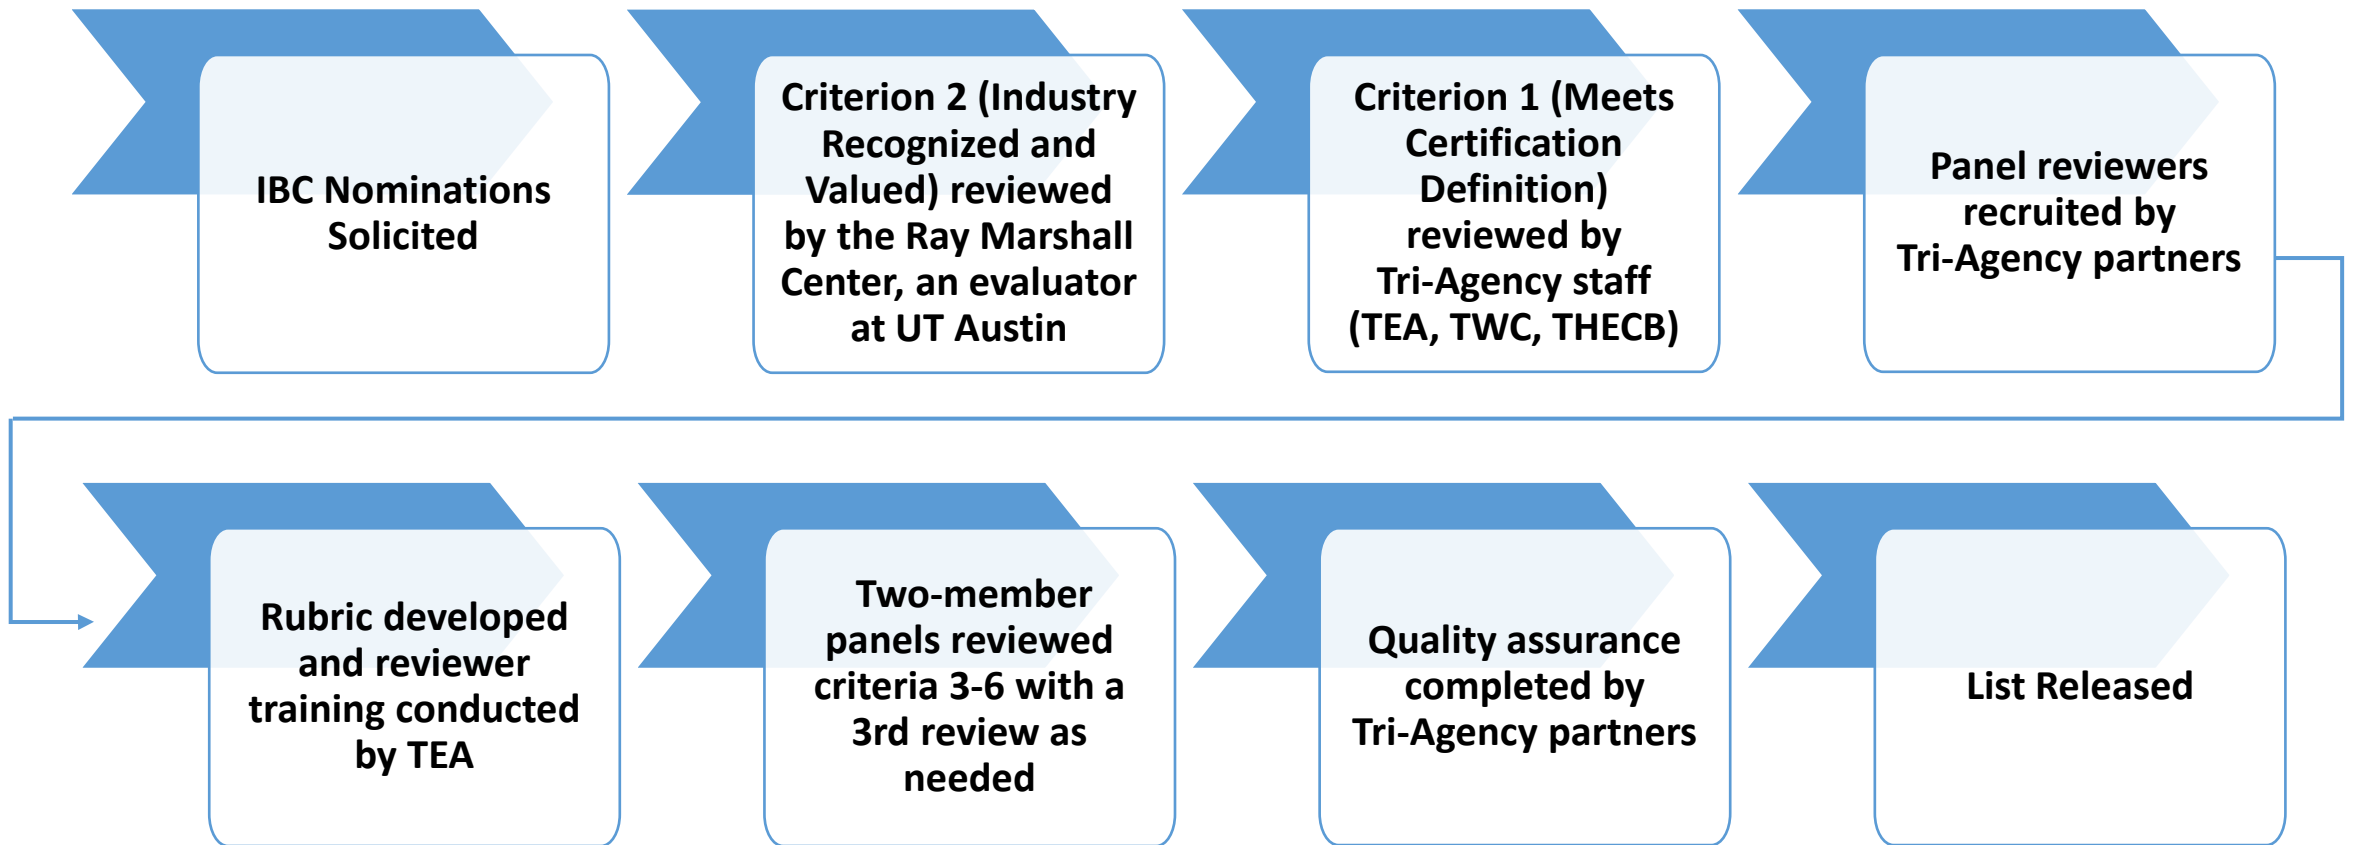 IBC Nominations
Solicited
Criterion 2 (Industry
Recognized and
Valued) reviewed
by the Ray Marshall
Center, an evaluator
at UT Austin
Criterion 1 (Meets
Certification
Definition)
reviewed by
Tri-Agency staff
(TEA, TWC, THECB)
Panel reviewers
recruited by
Tri-Agency partners
Rubric developed
and reviewer
training conducted
by TEA
Two-member
panels reviewed
criteria 3-6 with a
3rd review as
needed
Quality assurance
completed by
Tri-Agency partners
List Released